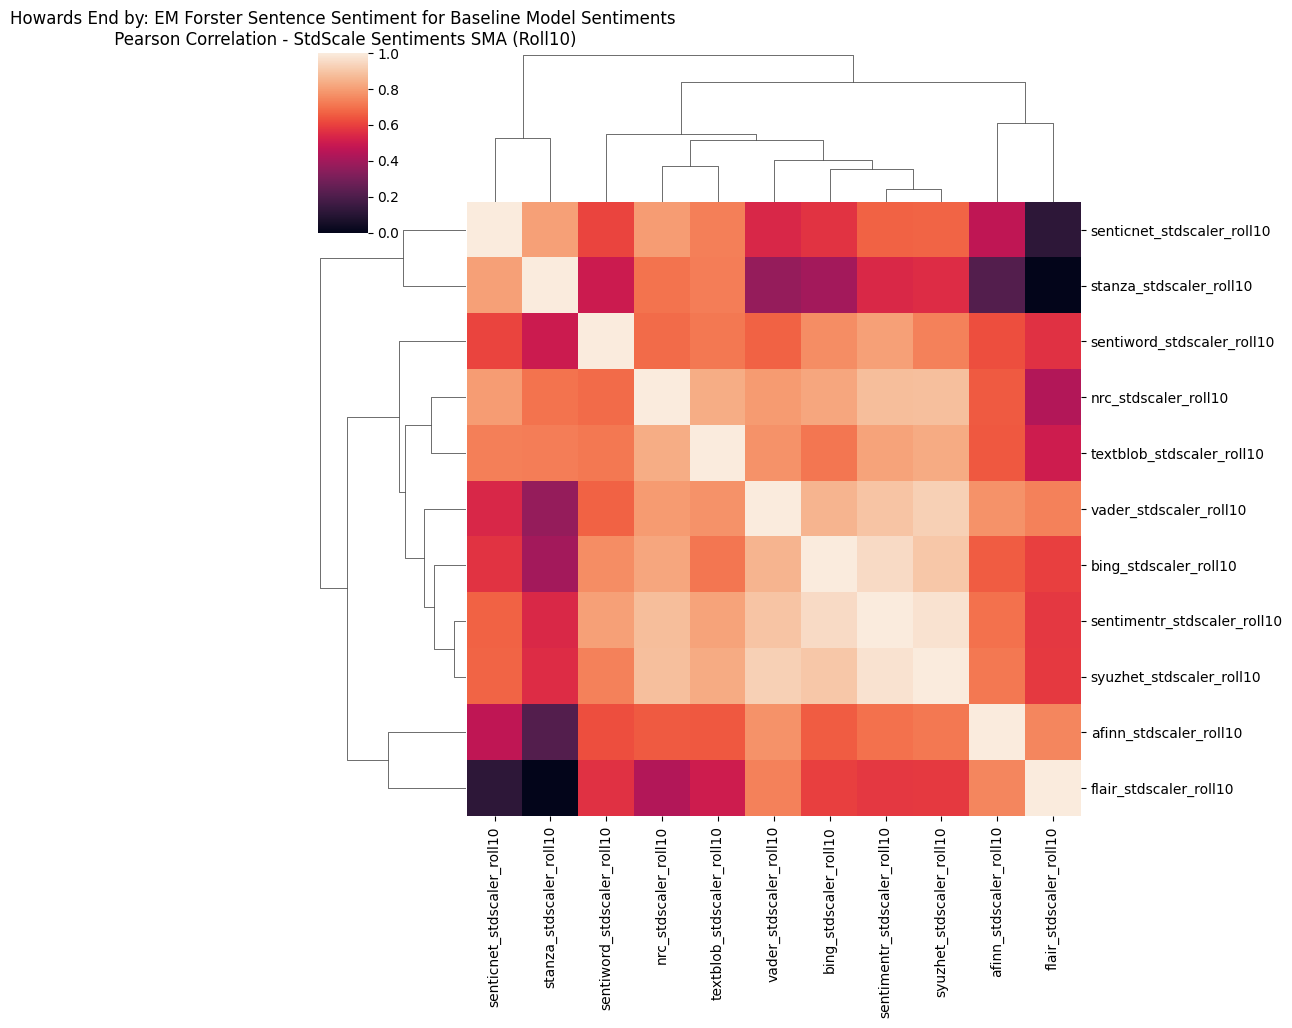 Howards End by: EM Forster Sentence Sentiment for Baseline Model Sentiments
Pearson Correlation - StdScale Sentiments SMA (Roll10)
1.0
0.8
0.6
0.4
0.2
0.0
senticnet_stdscaler_roll10
stanza_stdscaler_roll10
sentiword_stdscaler_roll10
nrc_stdscaler_roll10
textblob_stdscaler_roll10
vader_stdscaler_roll10
bing_stdscaler_roll10
sentimentr_stdscaler_roll10
syuzhet_stdscaler_roll10
afinn_stdscaler_roll10
flair_stdscaler_roll10
senticnet_stdscaler_roll10
stanza_stdscaler_roll10
sentiword_stdscaler_roll10
nrc_stdscaler_roll10
textblob_stdscaler_roll10
vader_stdscaler_roll10
bing_stdscaler_roll10
sentimentr_stdscaler_roll10
syuzhet_stdscaler_roll10
afinn_stdscaler_roll10
flair_stdscaler_roll10